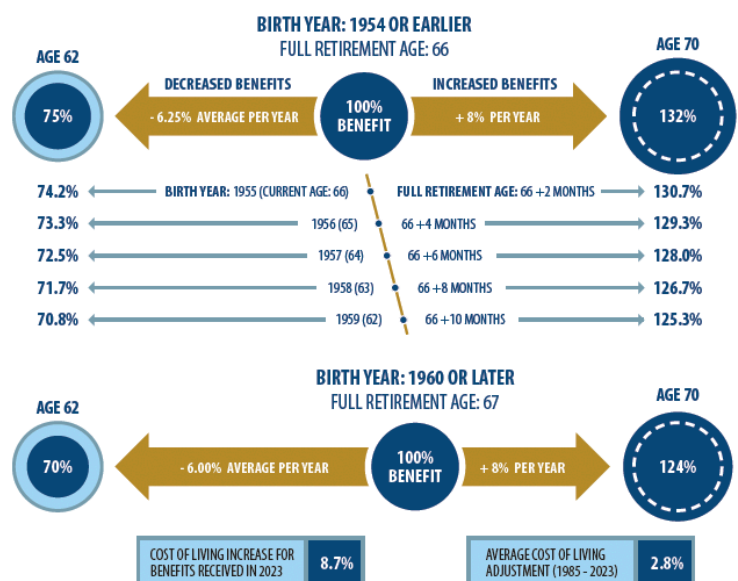 BIRTH YEAR: 1954 OR EARLIER
FULL RETIREMENT AGE: 66
AGE 62
AGE 70
DECREASED BENEFITS
INCREASED BENEFITS
75%
- 6.25% AVERAGE PER YEAR
100%
BENEFIT
+ 8% PER YEAR
132%
74.2% BIRTH YEAR: 1955 (CURRENT AGE: 66) FULL RETIREMENT AGE: 66 +2 MONTHS 130.7%
73.3% 1956 (65) 66 +4 MONTHS 129.3%
72.5% 1957 (64) 66 +6 MONTHS 128.0%
71.7% 1958 (63) 66 +8 MONTHS 126.7%
70.8% 1959 (62) 66 +10 MONTHS 125.3%
BIRTH YEAR: 1960 OR LATER
FULL RETIREMENT AGE: 67
AGE 62
AGE 70
70%
- 6.00% AVERAGE PER YEAR
100%
BENEFIT
+ 8% PER YEAR
124%
COST OF LIVING INCREASE FOR
BENEFITS RECEIVED IN 2023
8.7%
AVERAGE COST OF LIVING
ADJUSTMENT (1985 - 2023)
2.8%